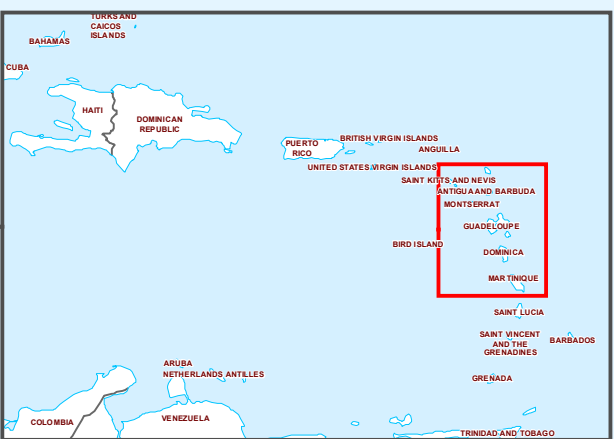 TURKS AND
CAICOS
ISLANDS
BAHAMAS
CUBA
HAITI
DOMINICAN
REPUBLIC
PUERTO
RICO
BRITISH VIRGIN ISLANDS
ANGUILLA
UNITED STATES VIRGIN ISLANDS
SAINT KITTS AND NEVIS
ANTIGUA AND BARBUDA
MONTSERRAT
GUADELOUPE
BIRD ISLAND
DOMINICA
MARTINIQUE
SAINT LUCIA
SAINT VINCENT
AND THE
GRENADINES
BARBADOS
GRENADA
ARUBA
NETHERLANDS ANTILLES
COLOMBIA
VENEZUELA
TRINIDAD AND TOBAGO